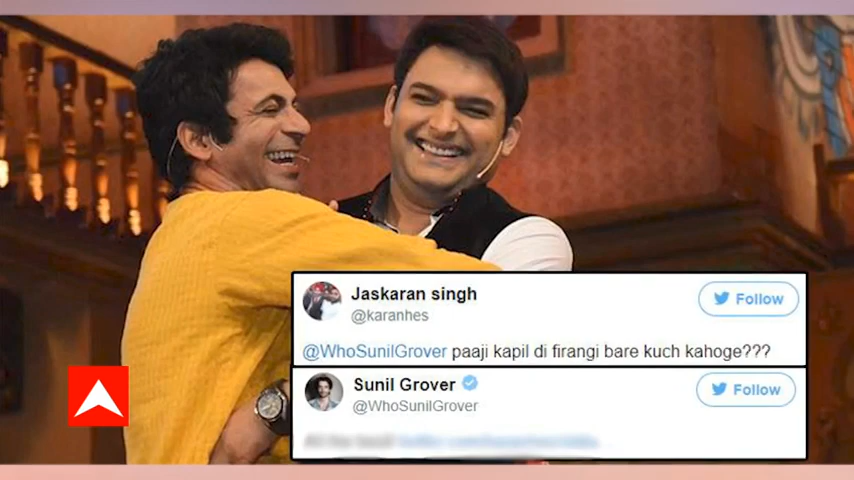 Jaskaran singh
Follow
@karanhes
@WhoSunilGrover paaji kapil di firangi bare kuch kahoge???
Sunil Grover
Follow
@WhoSunilGrover